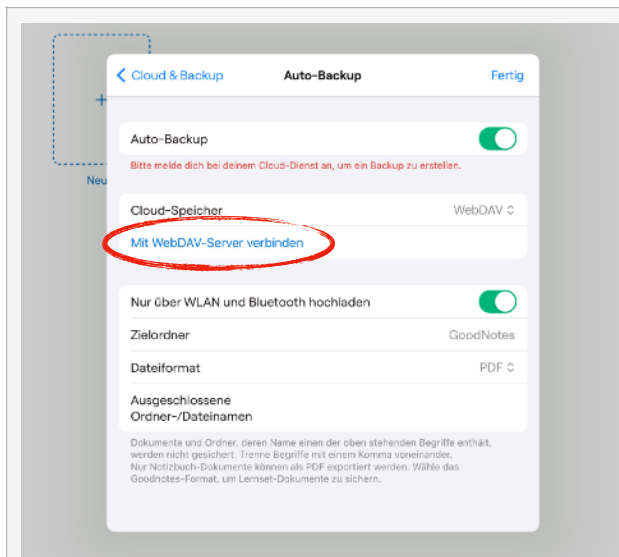 Cloud & Backup
Auto-Backup
Fertig
+
Neu
Auto-Backup
Bitte melde dich bei deinem Cloud-Dienst an, um ein Backup zu erstellen.
Cloud-Speicher
WebDAV
Mit WebDAV-Server verbinden
Nur über WLAN und Bluetooth hochladen
Zielordner
GoodNotes
Dateiformat
PDF
Ausgeschlossene
Ordner-/Dateinamen
Dokumente und Ordner, deren Name einen der oben stehenden Begriffe enthält,
werden nicht gesichert. Trenne Begriffe mit einem Komma voneinander.
Nur Notizbuch-Dokumente können als PDF exportiert werden. Wähle das
Goodnotes-Format, um Lernset-Dokumente zu sichern.